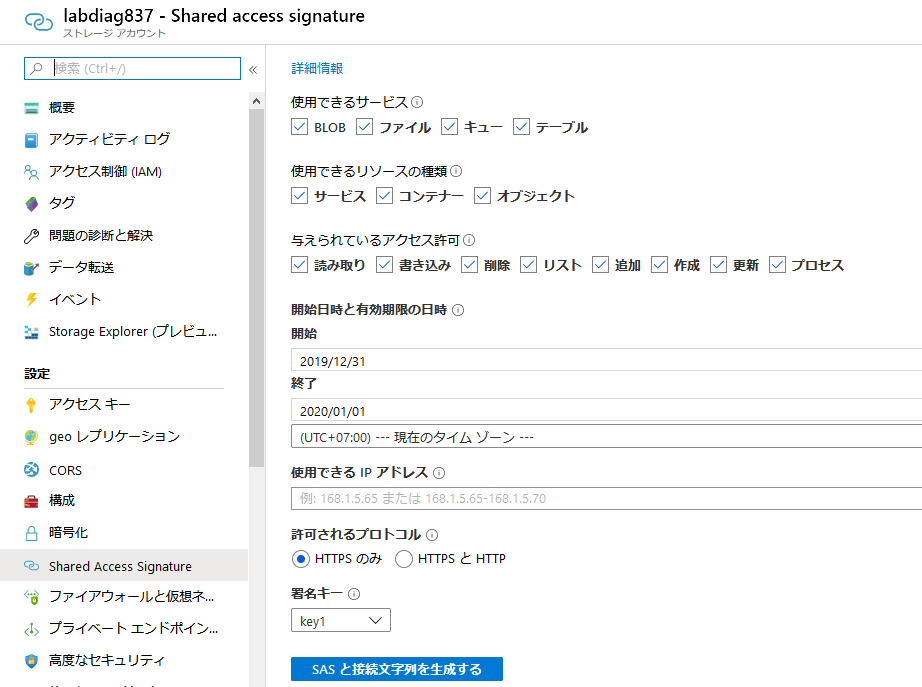 labdiag837 - Shared access signature
ストレージ アカウント
検索 (Ctrl+/)
«
概要
アクティビティ ログ
アクセス制御 (IAM)
タグ
問題の診断と解決
データ転送
イベント
Storage Explorer (プレビュ...
設定
アクセス キー
geo レプリケーション
CORS
構成
暗号化
Shared Access Signature
ファイアウォールと仮想ネ...
プライベート エンドポイン...
高度なセキュリティ
詳細情報
使用できるサービス
BLOB ファイル キュー テーブル
使用できるリソースの種類
サービス コンテナー オブジェクト
与えられているアクセス許可
読み取り 書き込み 削除 リスト 追加 作成 更新 プロセス
開始日時と有効期限の日時
開始
2019/12/31
終了
2020/01/01
(UTC+07:00) --- 現在のタイム ゾーン ---
使用できる IP アドレス
例: 168.1.5.65 または 168.1.5.65-168.1.5.70
許可されるプロトコル
HTTPS のみ HTTPS と HTTP
署名キー
key1
SAS と接続文字列を生成する